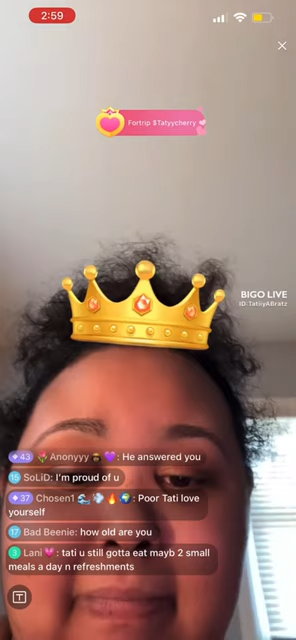 2:59
Fortrip $Tatyycherry
BIGO LIVE
ID:TatiiyABratz
43 Anonyyy : He answered you
15 SoLiD: I'm proud of u
37 Chosen1 : Poor Tati love
yourself
17 Bad Beenie: how old are you
3 Lani : tati u still gotta eat mayb 2 small
meals a day n refreshments
T